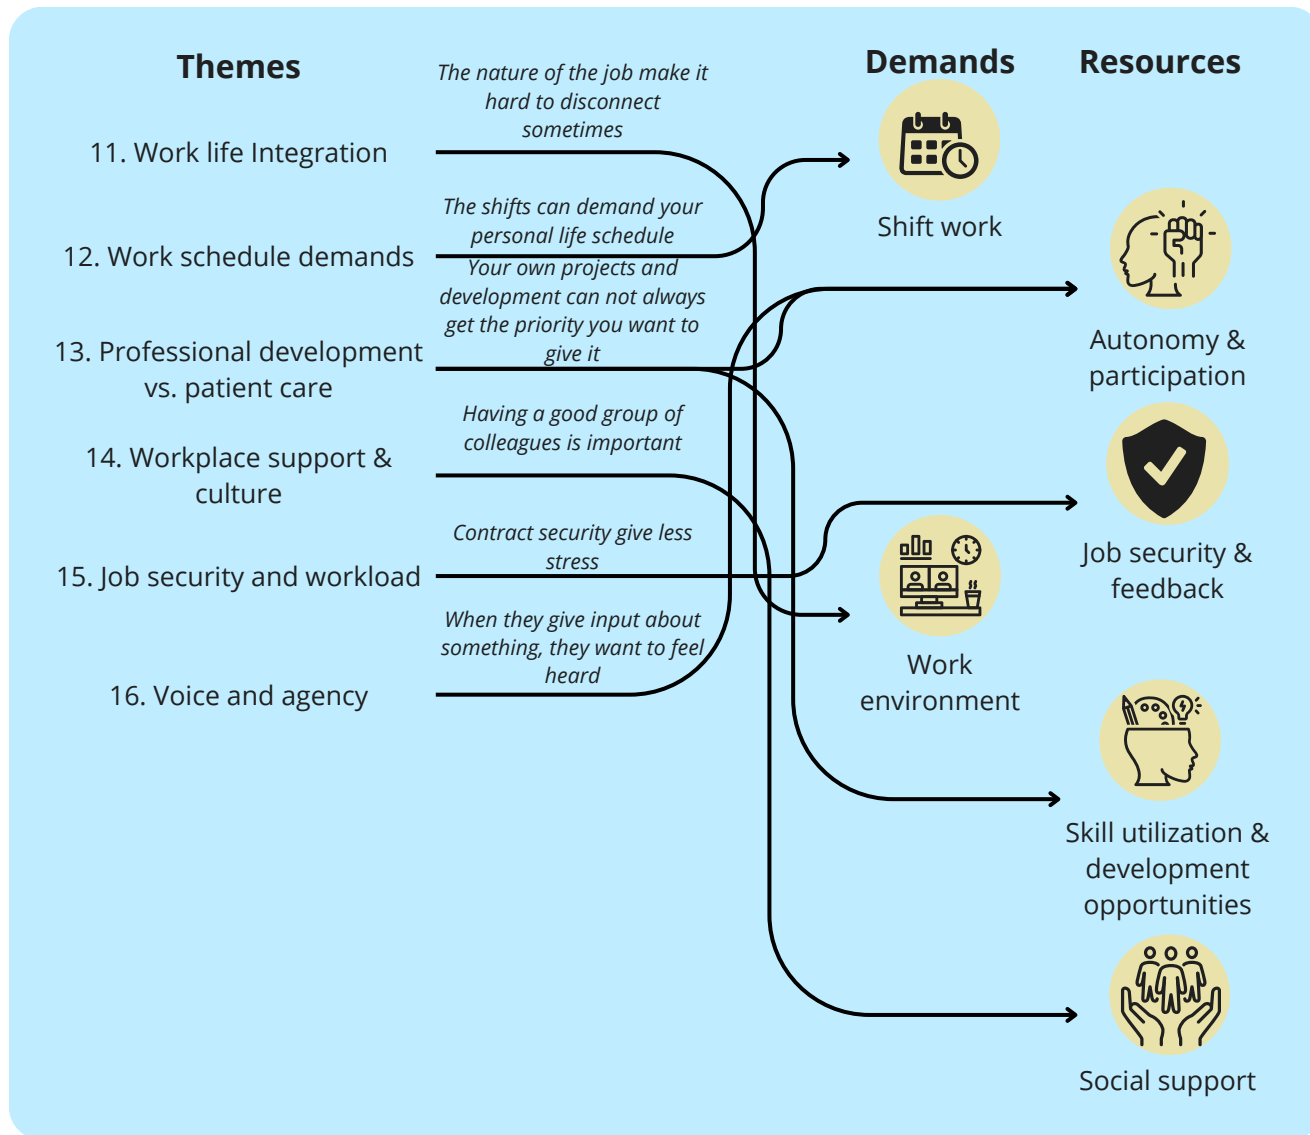 Themes
Demands
Resources
The nature of the job make it
hard to disconnect
sometimes
11. Work life Integration
The shifts can demand your
personal life schedule
12. Work schedule demands
Your own projects and
development can not always
get the priority you want to
give it
13. Professional development
vs. patient care
Having a good group of
colleagues is important
14. Workplace support &
culture
Contract security give less
stress
15. Job security and workload
When they give input about
something, they want to feel
heard
16. Voice and agency
Shift work
Work
environment
Autonomy &
participation
Job security &
feedback
Skill utilization &
development
opportunities
Social support